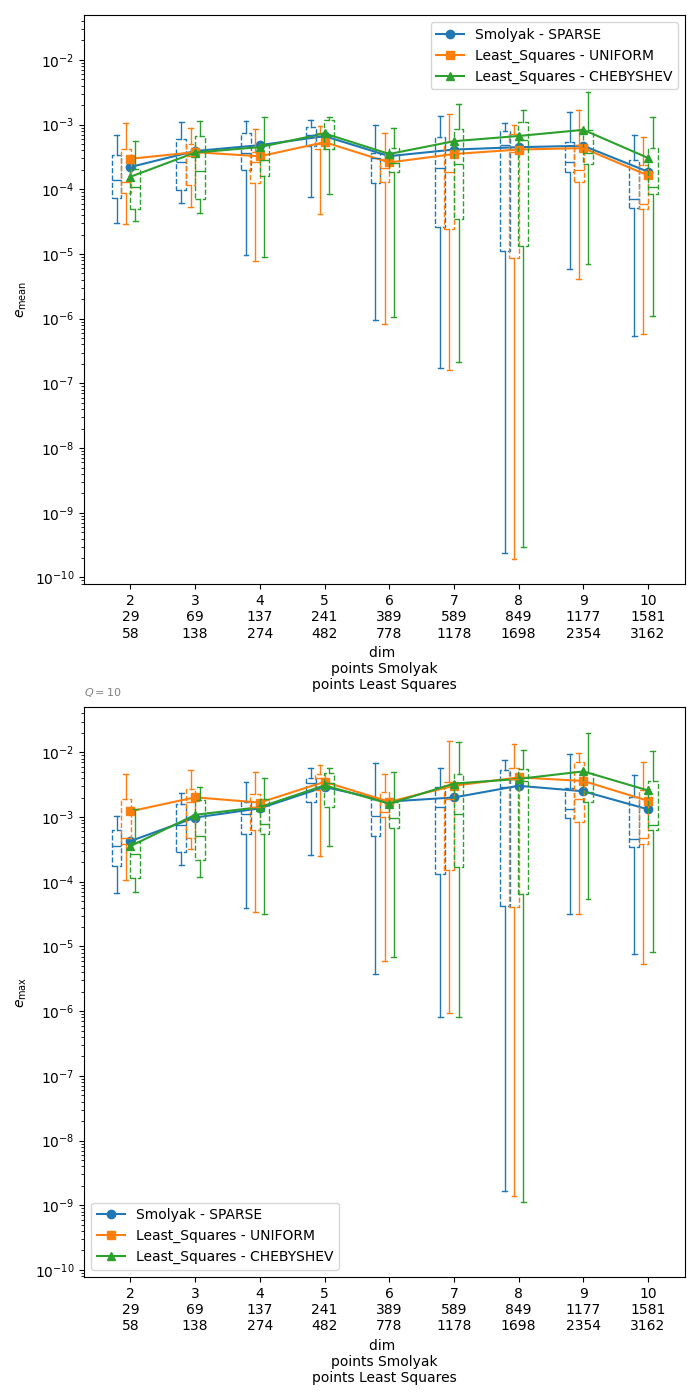 10⁻²
10⁻³
10⁻⁴
10⁻⁵
10⁻⁶
10⁻⁷
10⁻⁸
10⁻⁹
10⁻¹⁰
e_mean
Smolyak - SPARSE
Least_Squares - UNIFORM
Least_Squares - CHEBYSHEV
2 3 4 5 6 7 8 9 10
29 69 137 241 389 589 849 1177 1581
58 138 274 482 778 1178 1698 2354 3162
dim
points Smolyak
points Least Squares
Q = 10
10⁻²
10⁻³
10⁻⁴
10⁻⁵
10⁻⁶
10⁻⁷
10⁻⁸
10⁻⁹
10⁻¹⁰
e_max
Smolyak - SPARSE
Least_Squares - UNIFORM
Least_Squares - CHEBYSHEV
2 3 4 5 6 7 8 9 10
29 69 137 241 389 589 849 1177 1581
58 138 274 482 778 1178 1698 2354 3162
dim
points Smolyak
points Least Squares